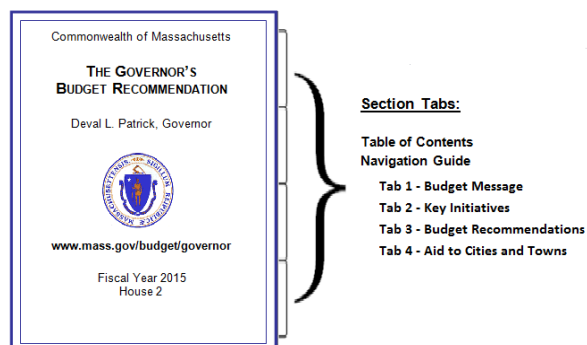 Commonwealth of Massachusetts
THE GOVERNOR'S
BUDGET RECOMMENDATION
Deval L. Patrick, Governor
www.mass.gov/budget/governor
Fiscal Year 2015
House 2
Section Tabs:
Table of Contents
Navigation Guide
Tab 1 - Budget Message
Tab 2 - Key Initiatives
Tab 3 - Budget Recommendations
Tab 4 - Aid to Cities and Towns